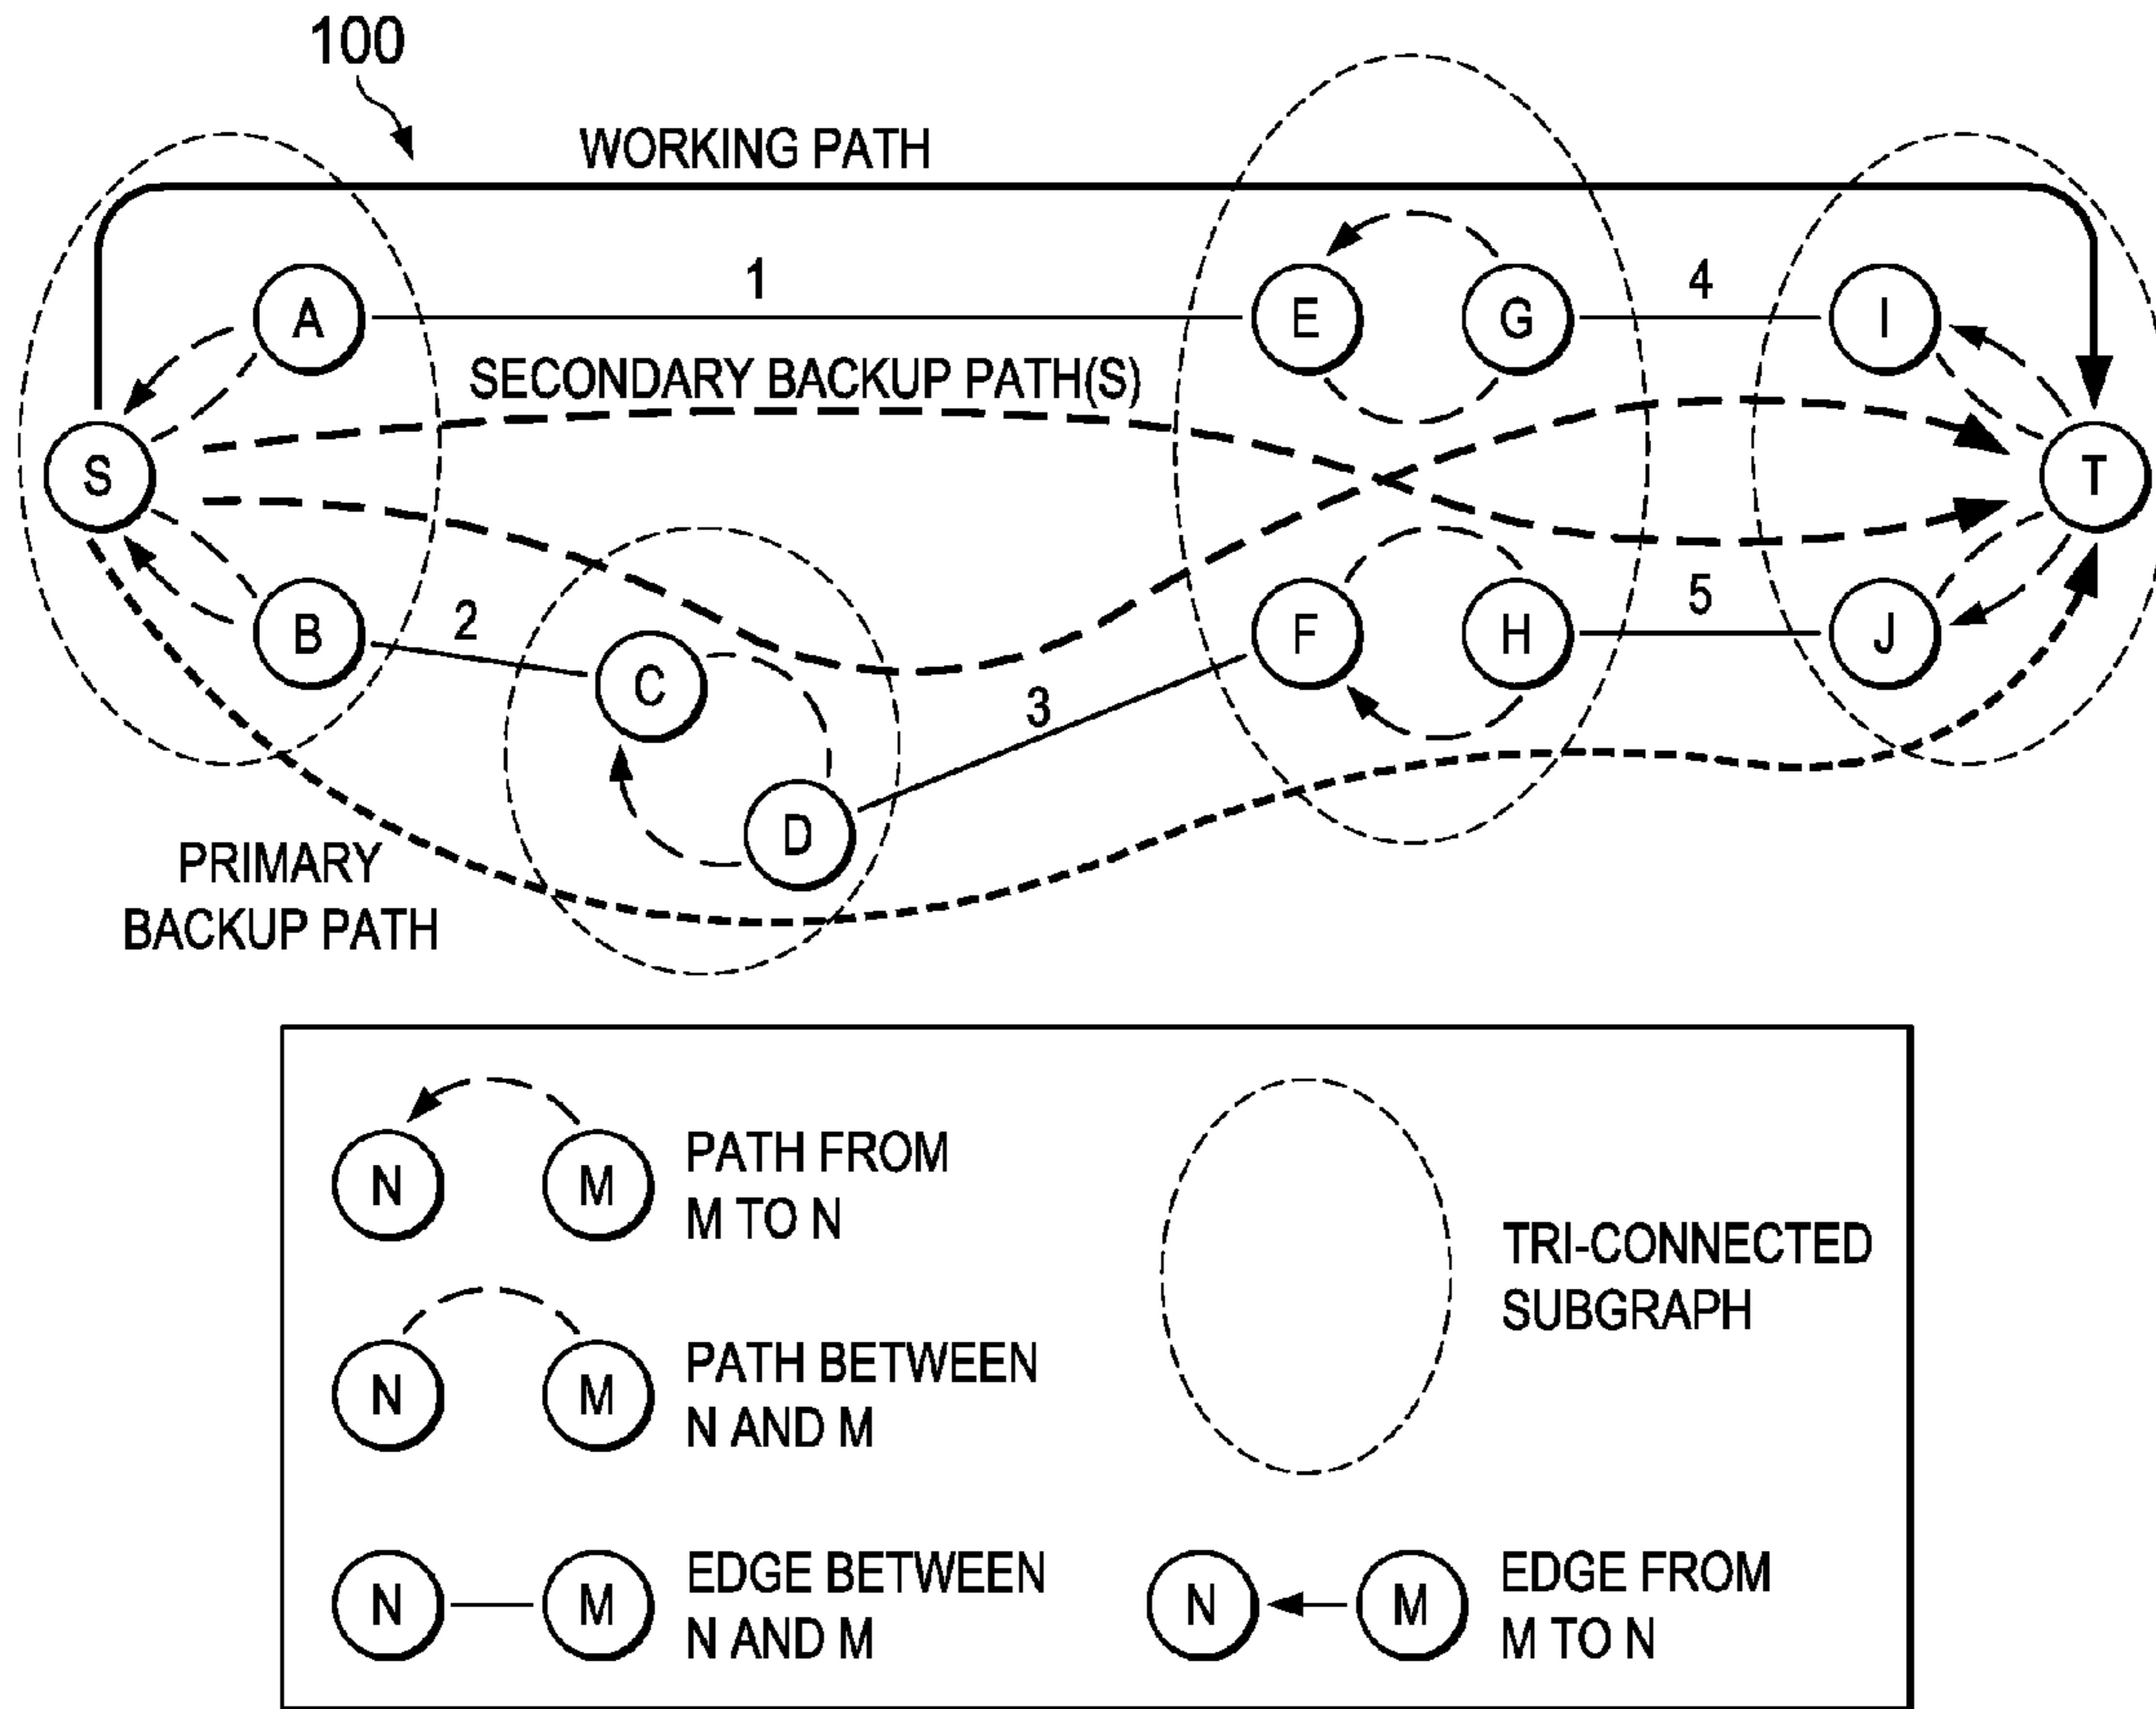 100
WORKING PATH
A
1
E
G
4
I
SECONDARY BACKUP PATH(S)
S
T
B
2
C
3
F
H
5
J
D
PRIMARY
BACKUP PATH
N
M
PATH FROM
M TO N
TRI-CONNECTED
SUBGRAPH
N
M
PATH BETWEEN
N AND M
N
M
EDGE BETWEEN
N AND M
N
M
EDGE FROM
M TO N